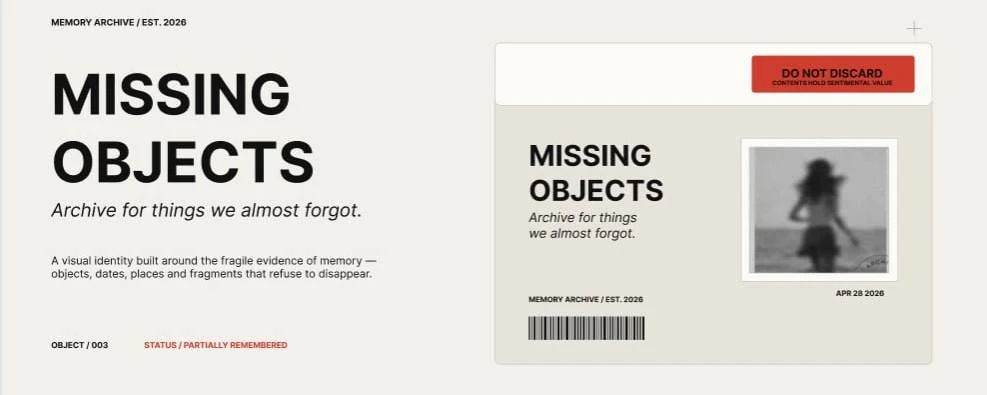 MEMORY ARCHIVE / EST. 2026
MISSING
OBJECTS
Archive for things we almost forgot.
A visual identity built around the fragile evidence of memory —
objects, dates, places and fragments that refuse to disappear.
OBJECT / 003
STATUS / PARTIALLY REMEMBERED
DO NOT DISCARD
CONTENTS HOLD SENTIMENTAL VALUE
MISSING
OBJECTS
Archive for things
we almost forgot.
APR 28 2026
MEMORY ARCHIVE / EST. 2026